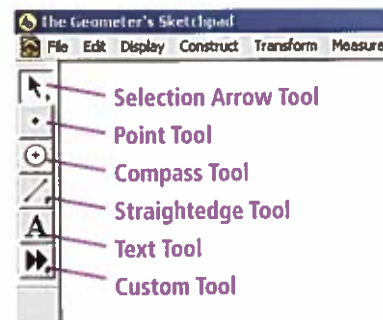 The Geometer's Sketchpad
File Edit Display Construct Transform Measure
Selection Arrow Tool
Point Tool
Compass Tool
Straightedge Tool
A
Text Tool
Custom Tool